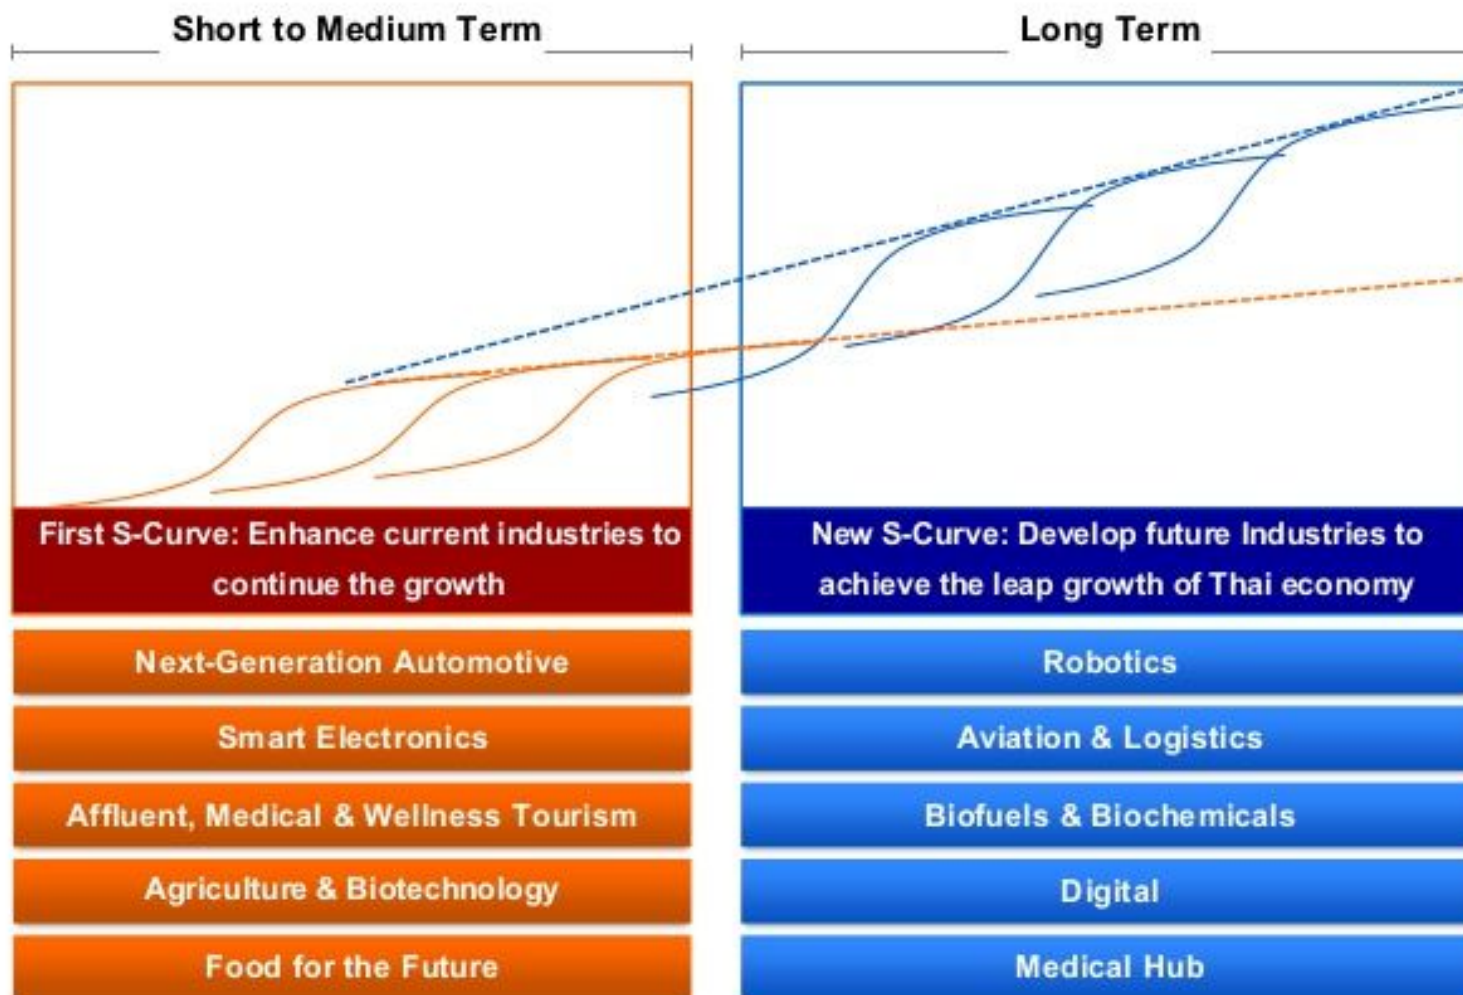 Short to Medium Term
Long Term
First S-Curve: Enhance current industries to
continue the growth
New S-Curve: Develop future Industries to
achieve the leap growth of Thai economy
Next-Generation Automotive
Smart Electronics
Affluent, Medical & Wellness Tourism
Agriculture & Biotechnology
Food for the Future
Robotics
Aviation & Logistics
Biofuels & Biochemicals
Digital
Medical Hub